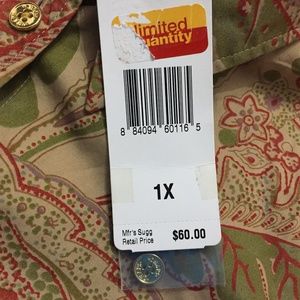 limited
quantity
8 84094 60116 5
1X
Mfr's Sugg
Retail Price $60.00